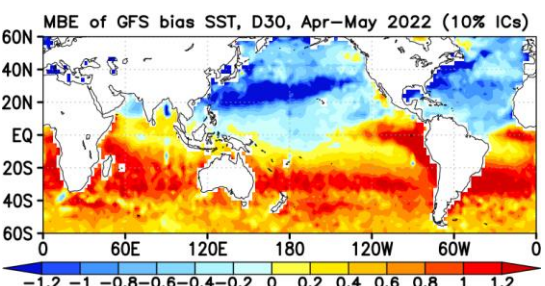 MBE of GFS bias SST, D30, Apr-May 2022 (10% ICs)
60N
40N
20N
EQ
20S
40S
60S
0 60E 120E 180 120W 60W 0
-1.2 -1 -0.8-0.6-0.4-0.2 0 0.2 0.4 0.6 0.8 1 1.2